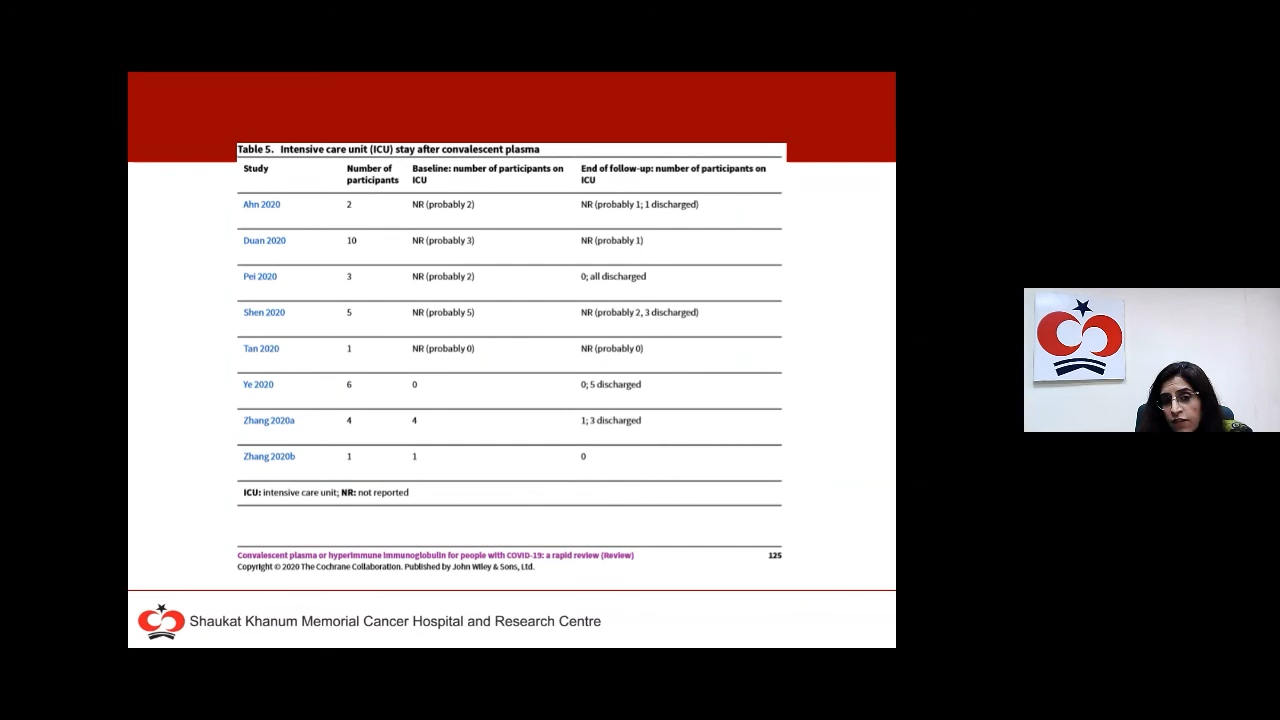 Table 5. Intensive care unit (ICU) stay after convalescent plasma
Study Number of participants Baseline: number of participants on ICU End of follow-up: number of participants on ICU
Ahn 2020 2 NR (probably 2) NR (probably 1; 1 discharged)
Duan 2020 10 NR (probably 3) NR (probably 1)
Pei 2020 3 NR (probably 2) 0; all discharged
Shen 2020 5 NR (probably 5) NR (probably 2, 3 discharged)
Tan 2020 1 NR (probably 0) NR (probably 0)
Ye 2020 6 0 0; 5 discharged
Zhang 2020a 4 4 1; 3 discharged
Zhang 2020b 1 1 0
ICU: intensive care unit; NR: not reported
Convalescent plasma or hyperimmune immunoglobulin for people with COVID-19: a rapid review (Review) 125
Copyright © 2020 The Cochrane Collaboration. Published by John Wiley & Sons, Ltd.
Shaukat Khanum Memorial Cancer Hospital and Research Centre